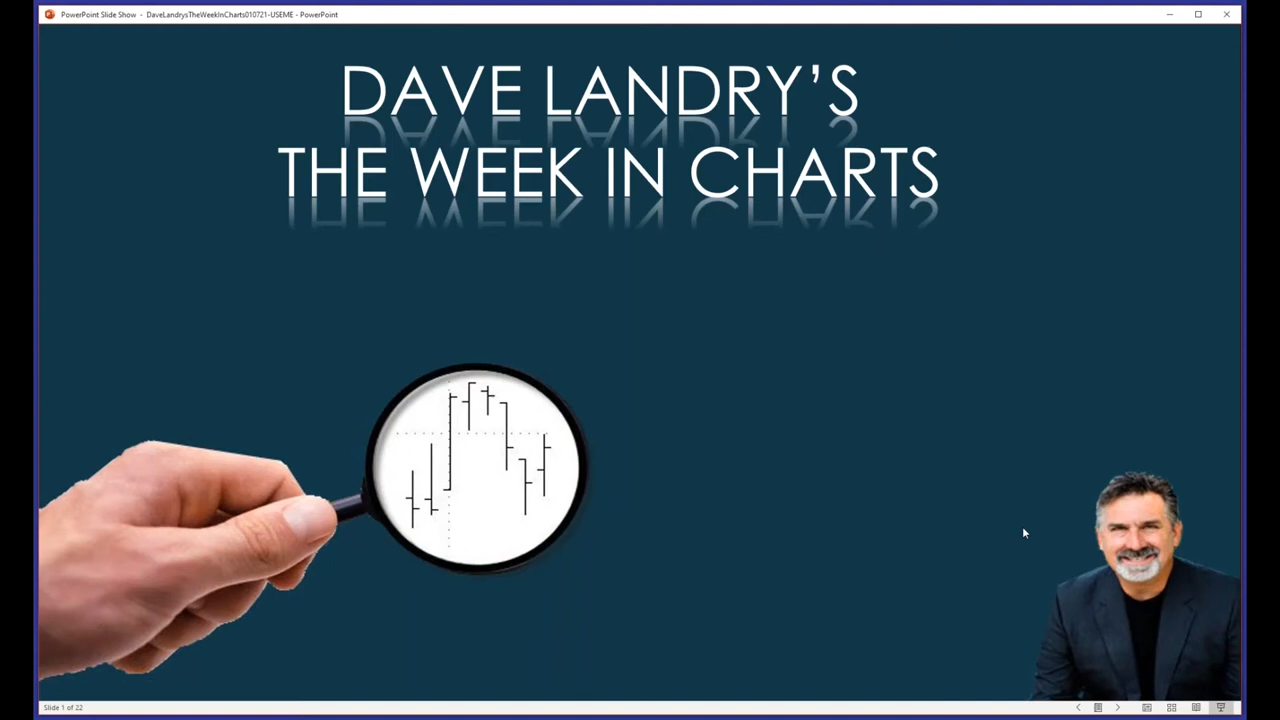 PowerPoint Slide Show - DaveLandrysTheWeekInCharts010721-USEME - PowerPoint
DAVE LANDRY’S
THE WEEK IN CHARTS
Slide 1 of 22